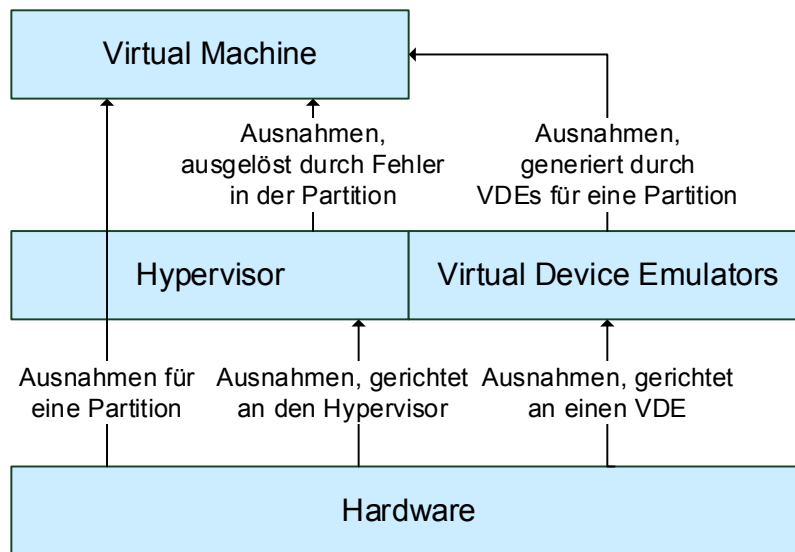 Virtual Machine
Ausnahmen,
ausgelöst durch Fehler
in der Partition
Ausnahmen,
generiert durch
VDEs für eine Partition
Hypervisor
Virtual Device Emulators
Ausnahmen für
eine Partition
Ausnahmen, gerichtet
an den Hypervisor
Ausnahmen, gerichtet
an einen VDE
Hardware